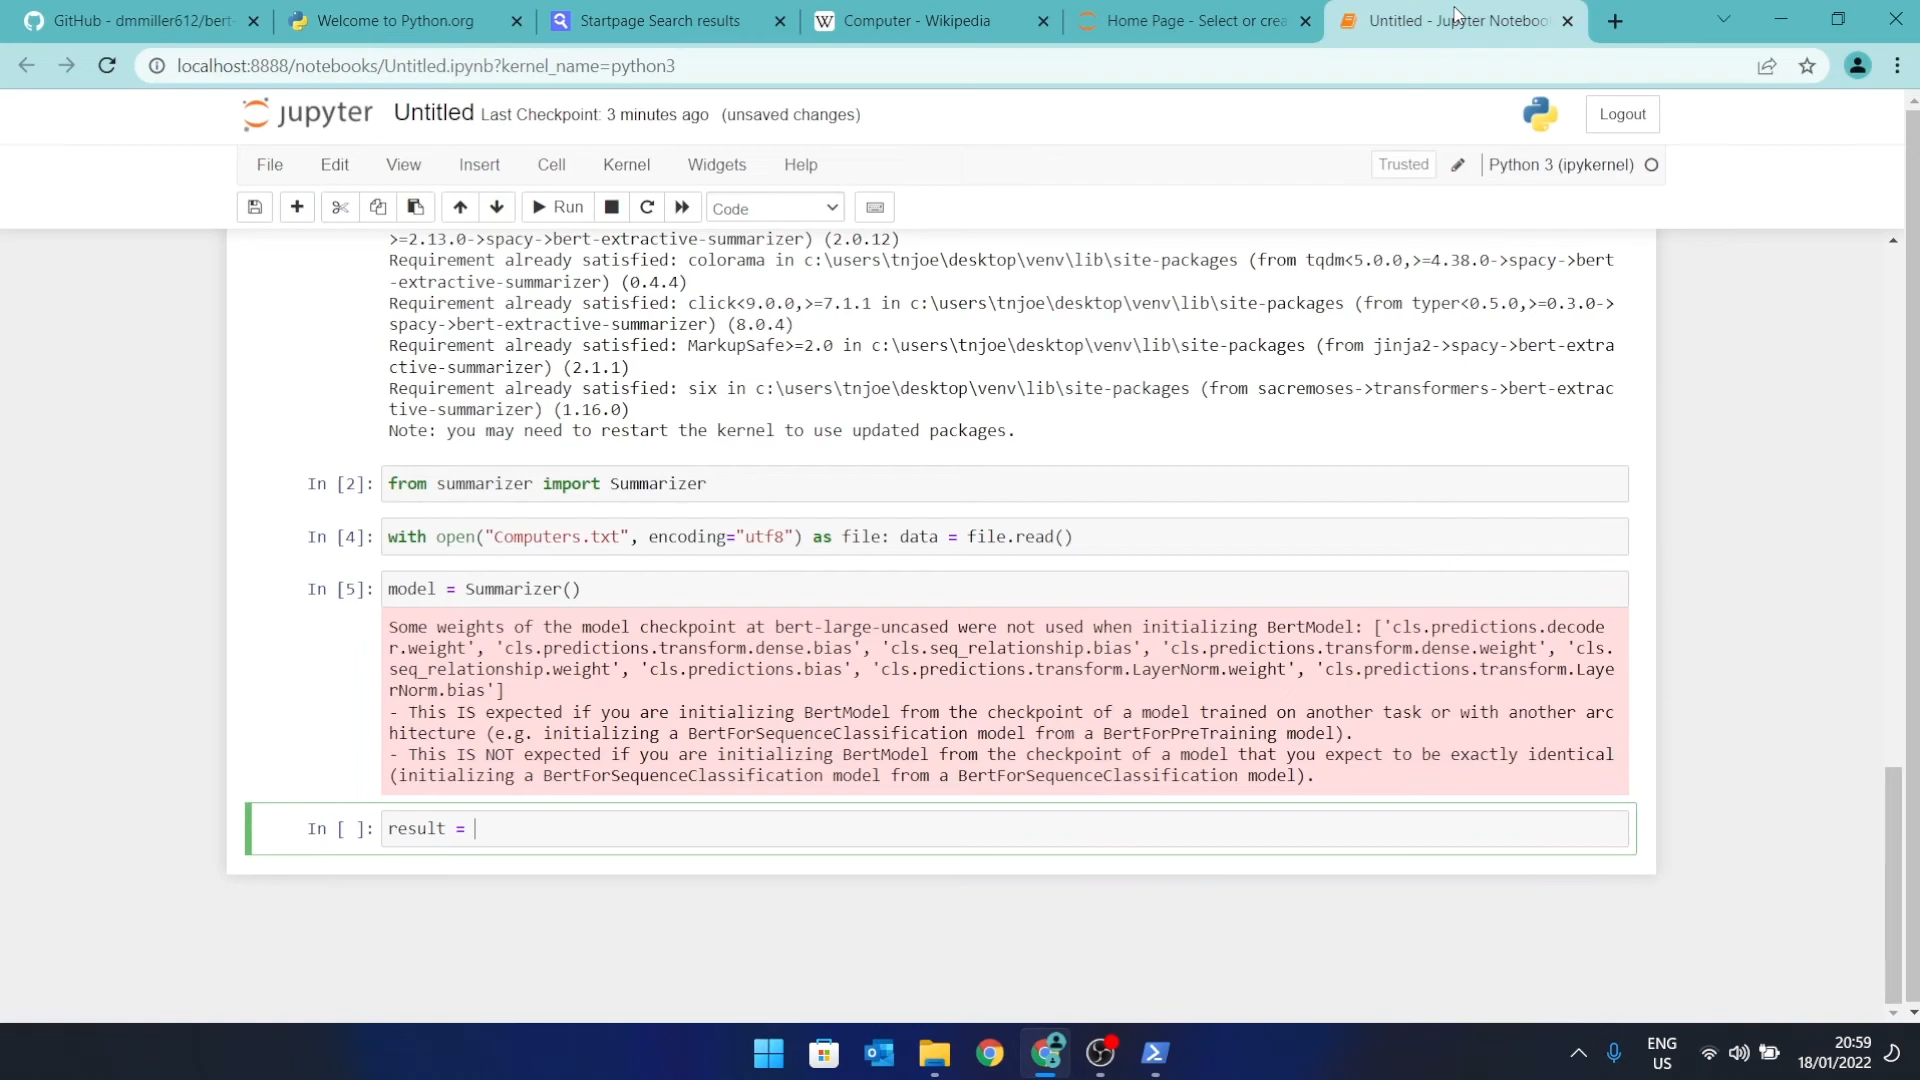 GitHub - dmmiller612/bert-
Welcome to Python.org
Startpage Search results
Computer - Wikipedia
Home Page - Select or crea
Untitled - Jupyter Noteboo
localhost:8888/notebooks/Untitled.ipynb?kernel_name=python3
jupyter Untitled Last Checkpoint: 3 minutes ago (unsaved changes)
Logout
File Edit View Insert Cell Kernel Widgets Help
Trusted Python 3 (ipykernel)
Run Code
>=2.13.0->spacy->bert-extractive-summarizer) (2.0.12)
Requirement already satisfied: colorama in c:\users\tnjoe\desktop\venv\lib\site-packages (from tqdm<5.0.0,>=4.38.0->spacy->bert
-extractive-summarizer) (0.4.4)
Requirement already satisfied: click<9.0.0,>=7.1.1 in c:\users\tnjoe\desktop\venv\lib\site-packages (from typer<0.5.0,>=0.3.0->
spacy->bert-extractive-summarizer) (8.0.4)
Requirement already satisfied: MarkupSafe>=2.0 in c:\users\tnjoe\desktop\venv\lib\site-packages (from jinja2->spacy->bert-extra
ctive-summarizer) (2.1.1)
Requirement already satisfied: six in c:\users\tnjoe\desktop\venv\lib\site-packages (from sacremoses->transformers->bert-extrac
tive-summarizer) (1.16.0)
Note: you may need to restart the kernel to use updated packages.
In [2]: from summarizer import Summarizer
In [4]: with open("Computers.txt", encoding="utf8") as file: data = file.read()
In [5]: model = Summarizer()
Some weights of the model checkpoint at bert-large-uncased were not used when initializing BertModel: ['cls.predictions.decode
r.weight', 'cls.predictions.transform.dense.bias', 'cls.seq_relationship.bias', 'cls.predictions.transform.dense.weight', 'cls.
seq_relationship.weight', 'cls.predictions.bias', 'cls.predictions.transform.LayerNorm.weight', 'cls.predictions.transform.Laye
rNorm.bias']
- This IS expected if you are initializing BertModel from the checkpoint of a model trained on another task or with another arc
hitecture (e.g. initializing a BertForSequenceClassification model from a BertForPreTraining model).
- This IS NOT expected if you are initializing BertModel from the checkpoint of a model that you expect to be exactly identical
(initializing a BertForSequenceClassification model from a BertForSequenceClassification model).
In [ ]: result =
ENG
US
20:59
18/01/2022